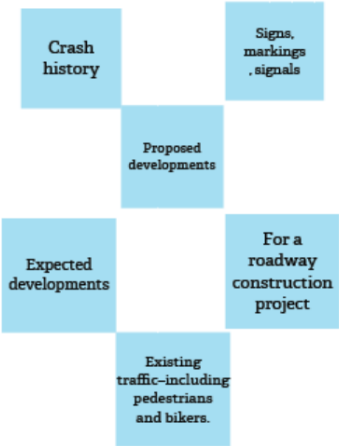 Crash
history
Signs,
markings
, signals
Proposed
developments
Expected
developments
For a
roadway
construction
project
Existing
traffic–including
pedestrians
and bikers.